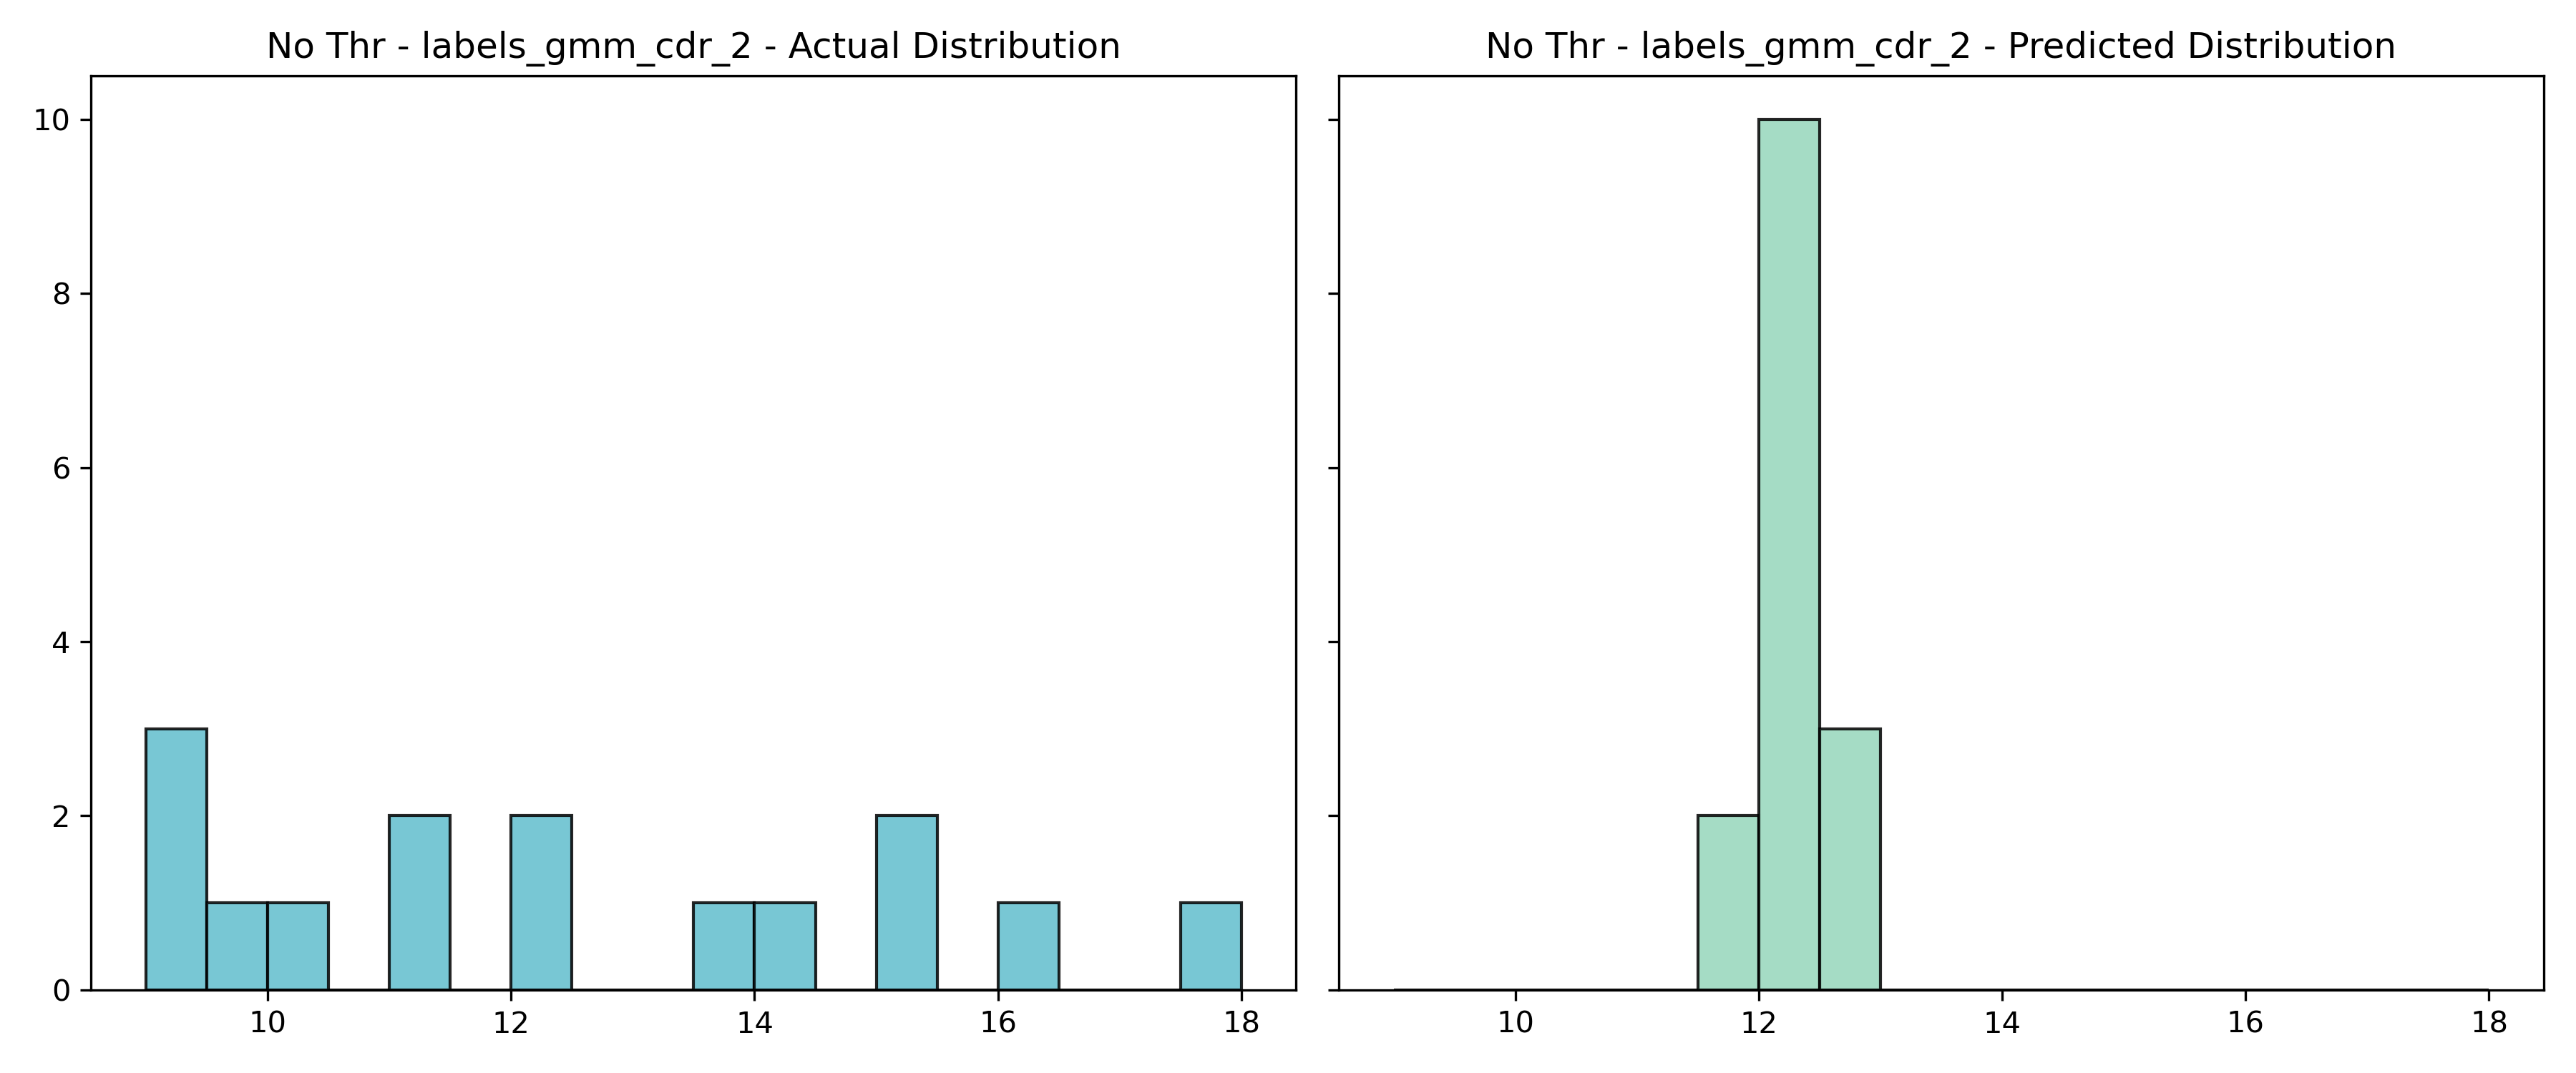 No Thr - labels_gmm_cdr_2 - Actual Distribution
No Thr - labels_gmm_cdr_2 - Predicted Distribution
10
8
6
4
2
0
10 12 14 16 18
10 12 14 16 18